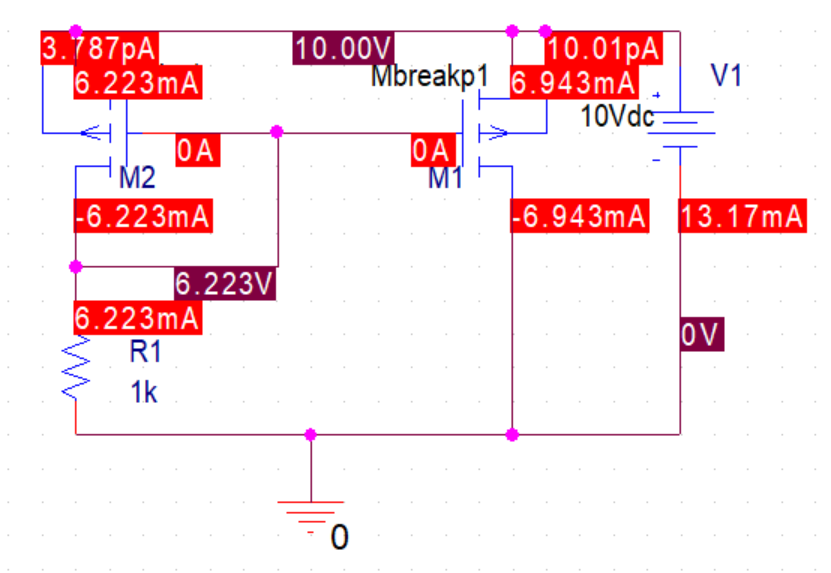 3.787pA
10.00V
10.01pA
6.223mA
Mbreakp1
6.943mA
V1
10Vdc
+
-
0A
0A
M2
M1
-6.223mA
-6.943mA
13.17mA
6.223V
6.223mA
0V
R1
1k
0